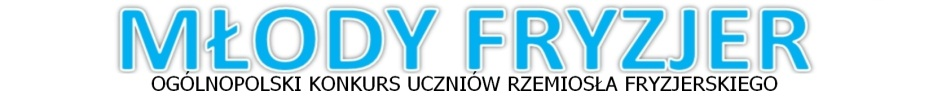 MŁODY FRYZJER
OGÓLNOPOLSKI KONKURS UCZNIÓW RZEMIOSŁA FRYZJERSKIEGO